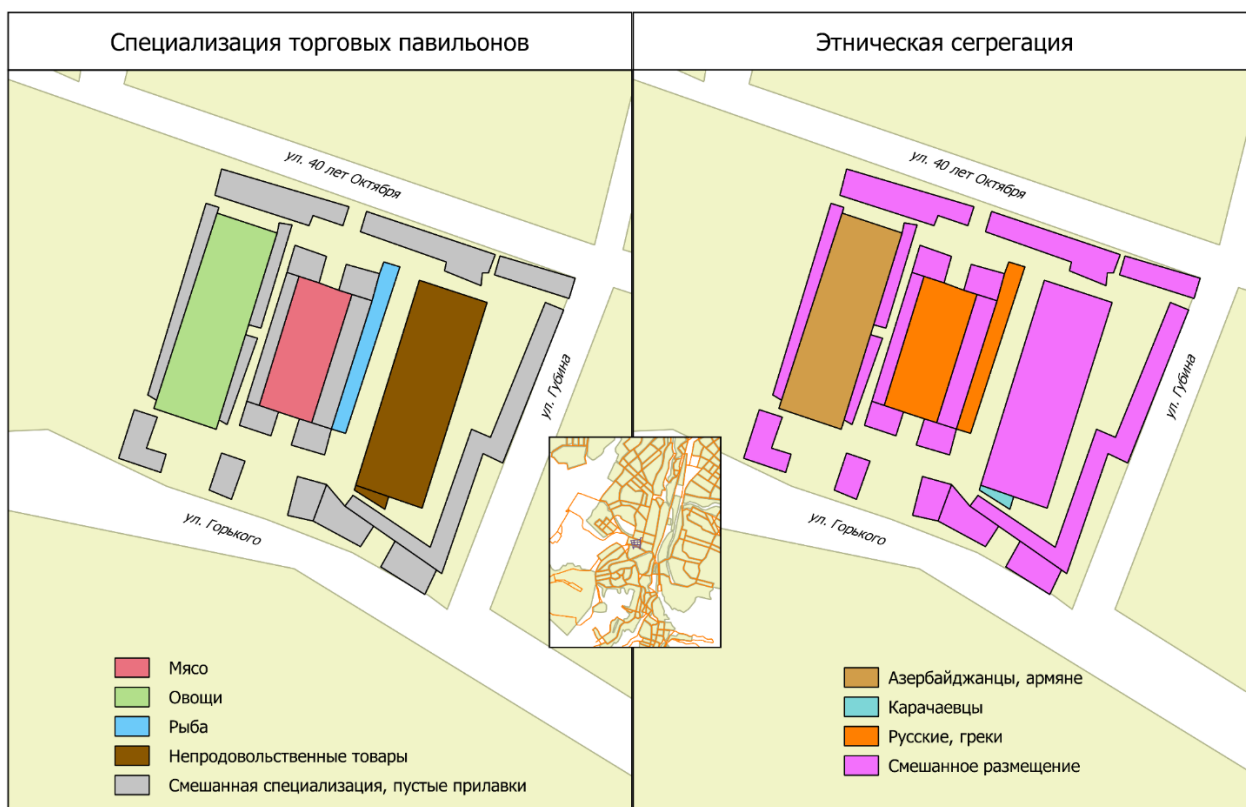 Специализация торговых павильонов
Этническая сегрегация
ул. 40 лет Октября
ул. Губина
ул. Горького
Мясо
Овощи
Рыба
Непродовольственные товары
Смешанная специализация, пустые прилавки
ул. 40 лет Октября
ул. Губина
ул. Горького
Азербайджанцы, армяне
Карачаевцы
Русские, греки
Смешанное размещение